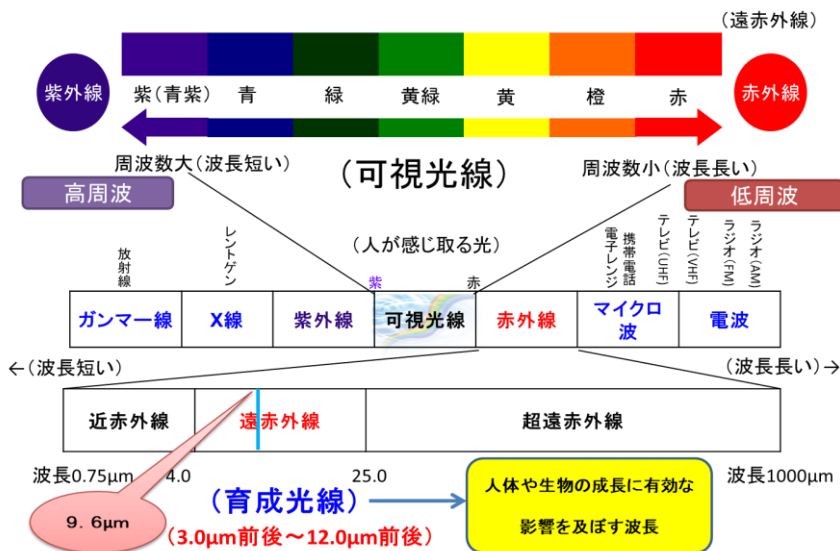 (遠赤外線)
紫外線
紫(青紫) 青 緑 黄緑 黄 橙 赤
赤外線
周波数大(波長短い)
(可視光線)
周波数小(波長長い)
高周波
低周波
(人が感じ取る光)
放射線
レントゲン
紫
赤
電子レンジ
携帯電話
テレビ(UHF)
テレビ(VHF)
ラジオ(FM)
ラジオ(AM)
ガンマー線
X線
紫外線
可視光線
赤外線
マイクロ
波
電波
←(波長短い)
(波長長い)→
近赤外線
遠赤外線
超遠赤外線
波長0.75μm
4.0
25.0
波長1000μm
9.6μm
(育成光線)
(3.0μm前後~12.0μm前後)
人体や生物の成長に有効な
影響を及ぼす波長